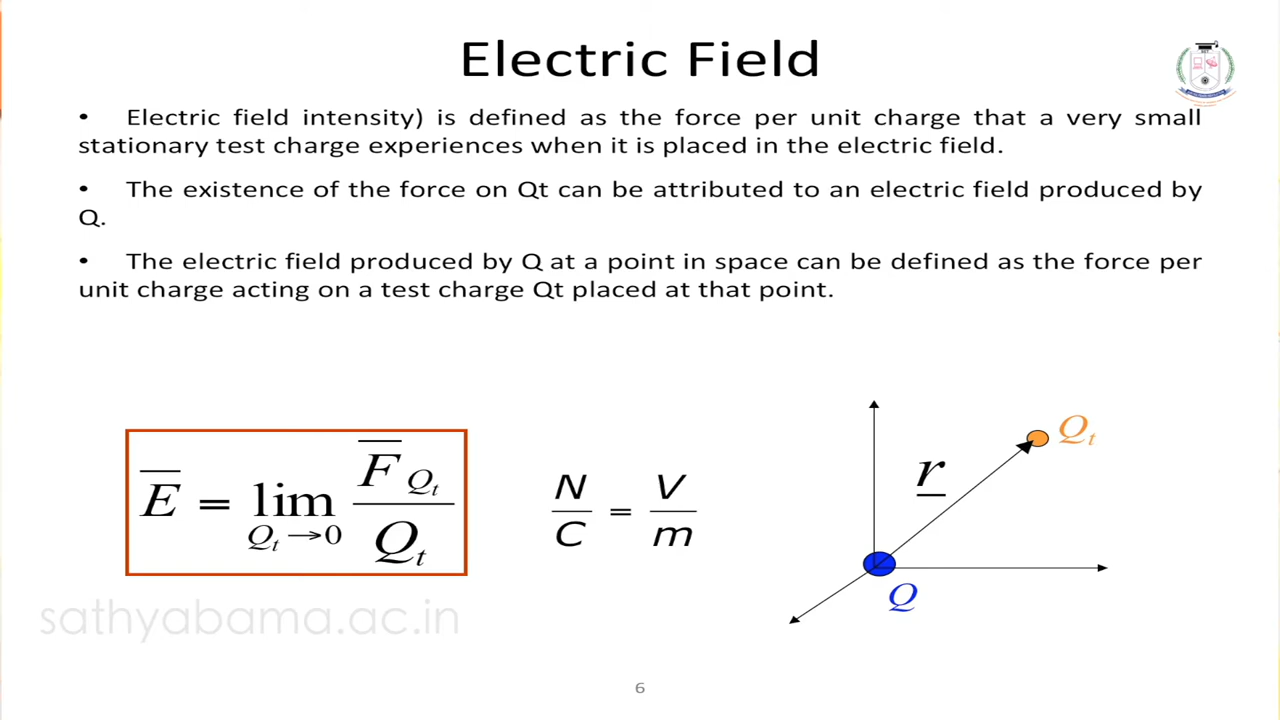 Electric Field
• Electric field intensity) is defined as the force per unit charge that a very small
stationary test charge experiences when it is placed in the electric field.
• The existence of the force on Qt can be attributed to an electric field produced by
Q.
• The electric field produced by Q at a point in space can be defined as the force per
unit charge acting on a test charge Qt placed at that point.
E̅ = lim_{Q_t→0} F̅_{Q_t} / Q_t
N/C = V/m
Q_t
r̲
Q
sathyabama.ac.in
6